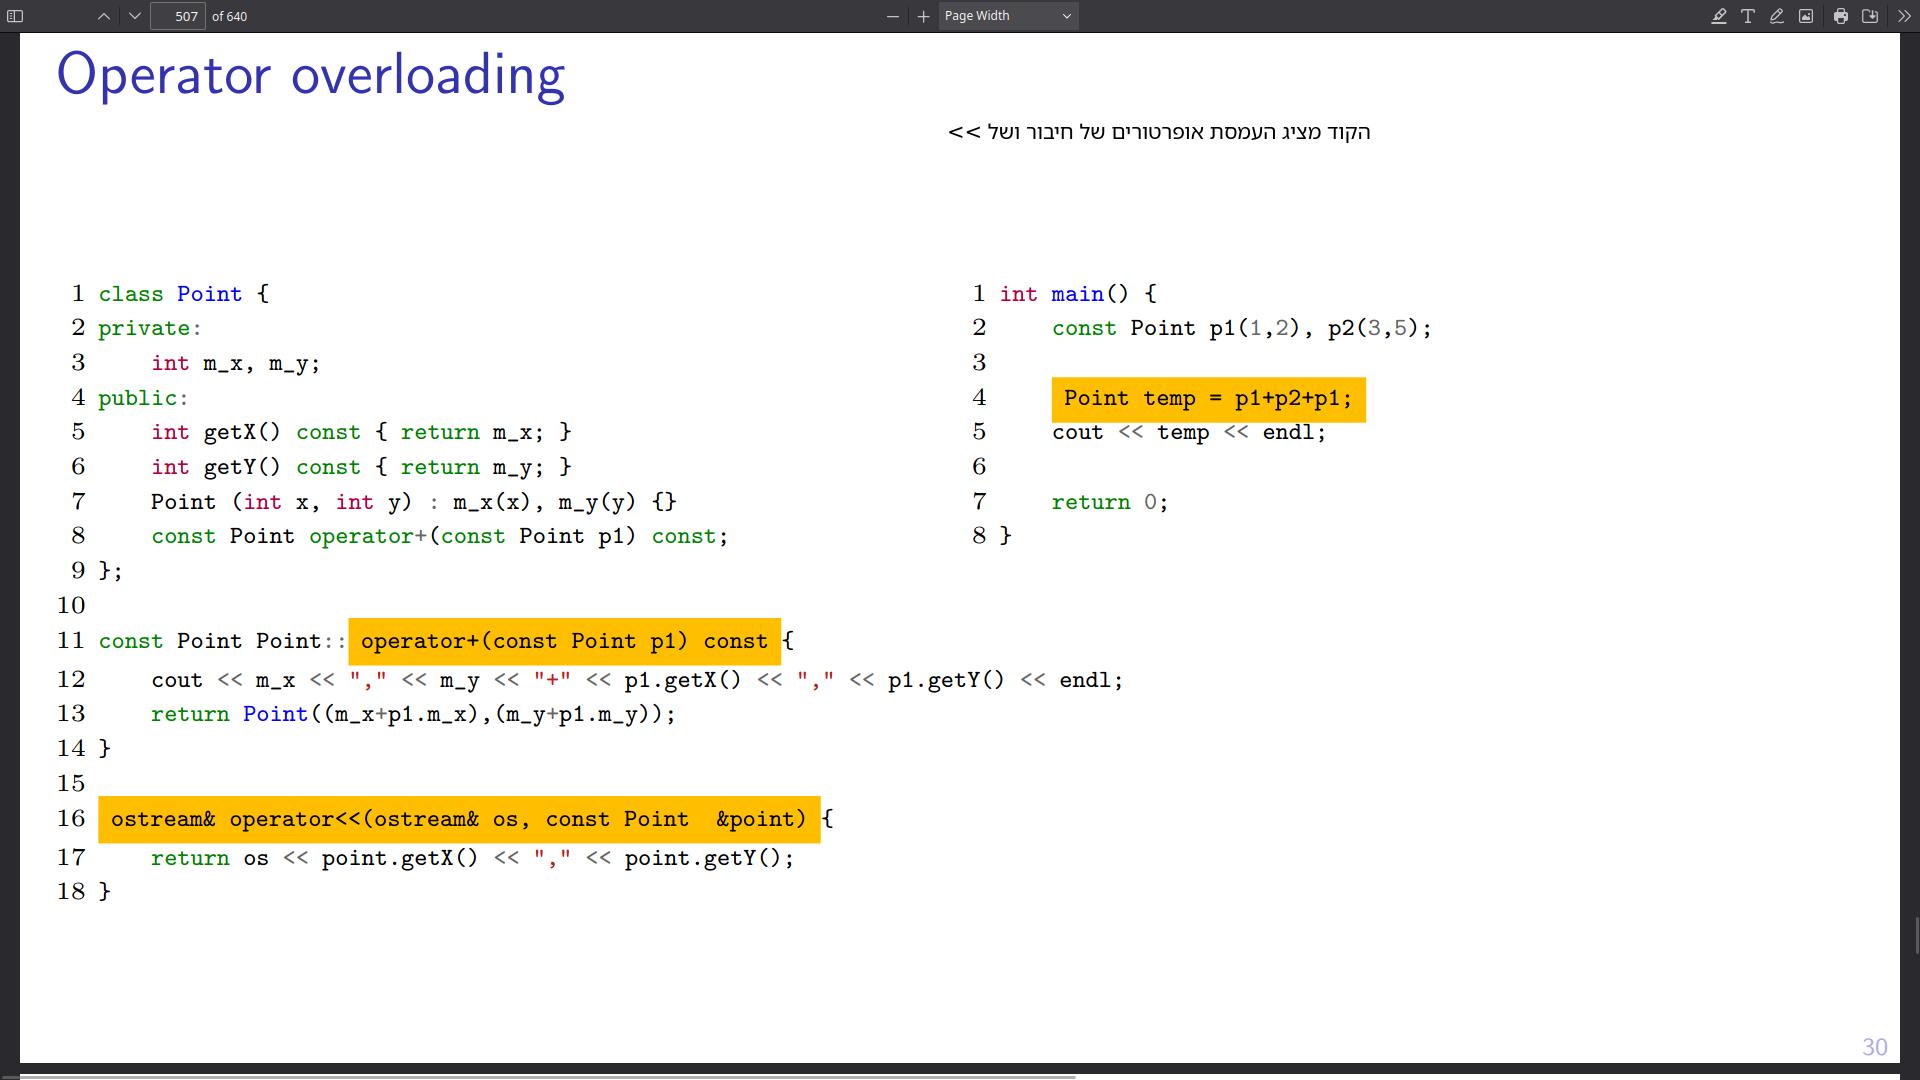 507 of 640
Page Width
Operator overloading
הקוד מציג העמסת אופרטורים של חיבור ושל <<
1 class Point {
2 private:
3     int m_x, m_y;
4 public:
5     int getX() const { return m_x; }
6     int getY() const { return m_y; }
7     Point (int x, int y) : m_x(x), m_y(y) {}
8     const Point operator+(const Point p1) const;
9 };
10
11 const Point Point:: operator+(const Point p1) const {
12     cout << m_x << "," << m_y << "+" << p1.getX() << "," << p1.getY() << endl;
13     return Point((m_x+p1.m_x),(m_y+p1.m_y));
14 }
15
16 ostream& operator<<(ostream& os, const Point  &point) {
17     return os << point.getX() << "," << point.getY();
18 }
1 int main() {
2     const Point p1(1,2), p2(3,5);
3
4     Point temp = p1+p2+p1;
5     cout << temp << endl;
6
7     return 0;
8 }
30